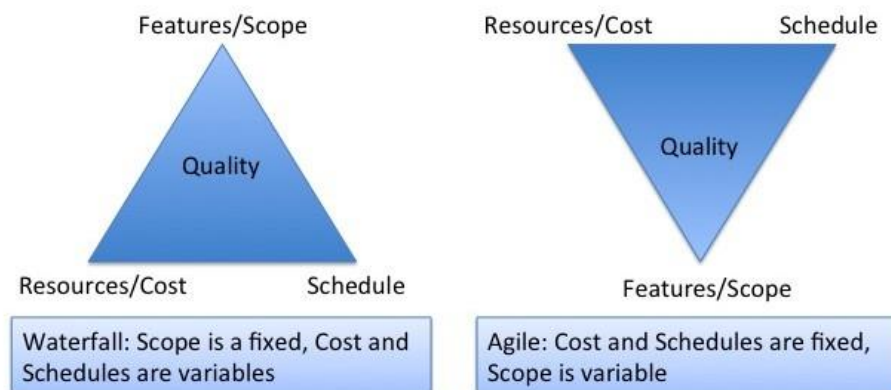 Features/Scope
Quality
Resources/Cost
Schedule
Waterfall: Scope is a fixed, Cost and
Schedules are variables
Resources/Cost
Schedule
Quality
Features/Scope
Agile: Cost and Schedules are fixed,
Scope is variable